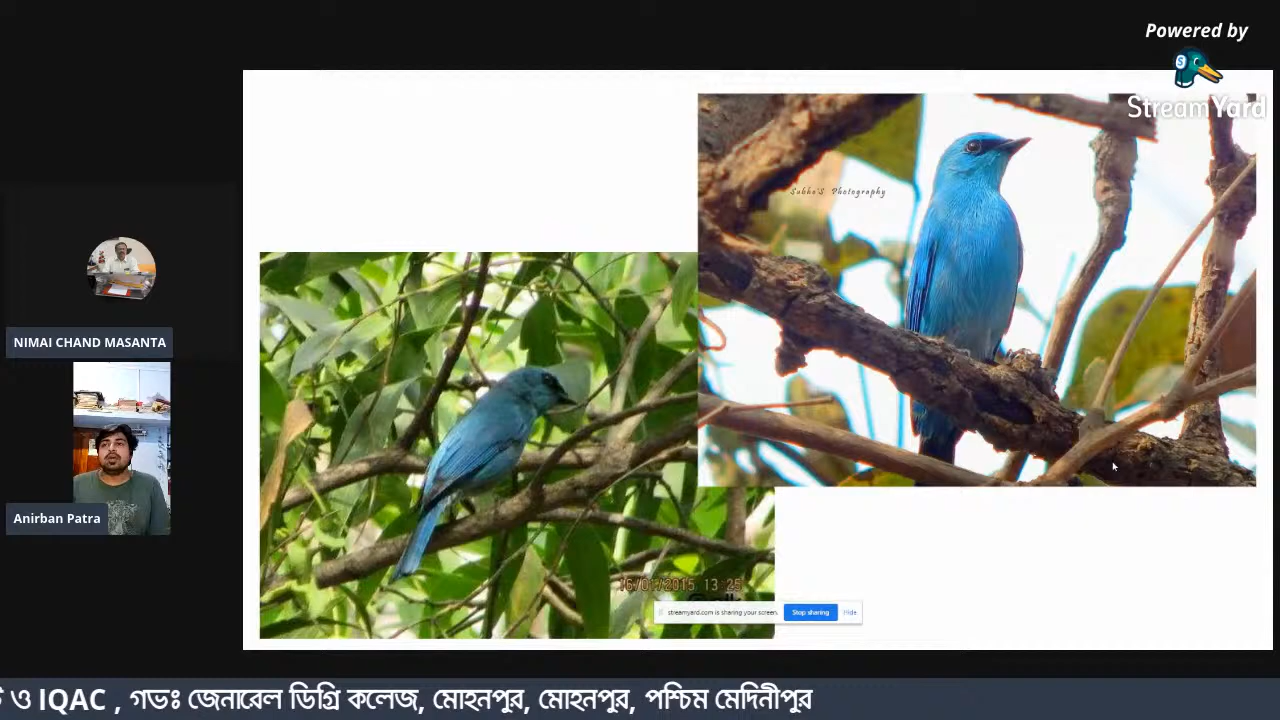 Powered by
StreamYard
Subho'S Photography
NIMAI CHAND MASANTA
Anirban Patra
16/01/2015 13:25
streamyard.com is sharing your screen.
Stop sharing
Hide
ও IQAC , গভঃ জেনারেল ডিগ্রি কলেজ, মোহনপুর, মোহনপুর, পশ্চিম মেদিনীপুর